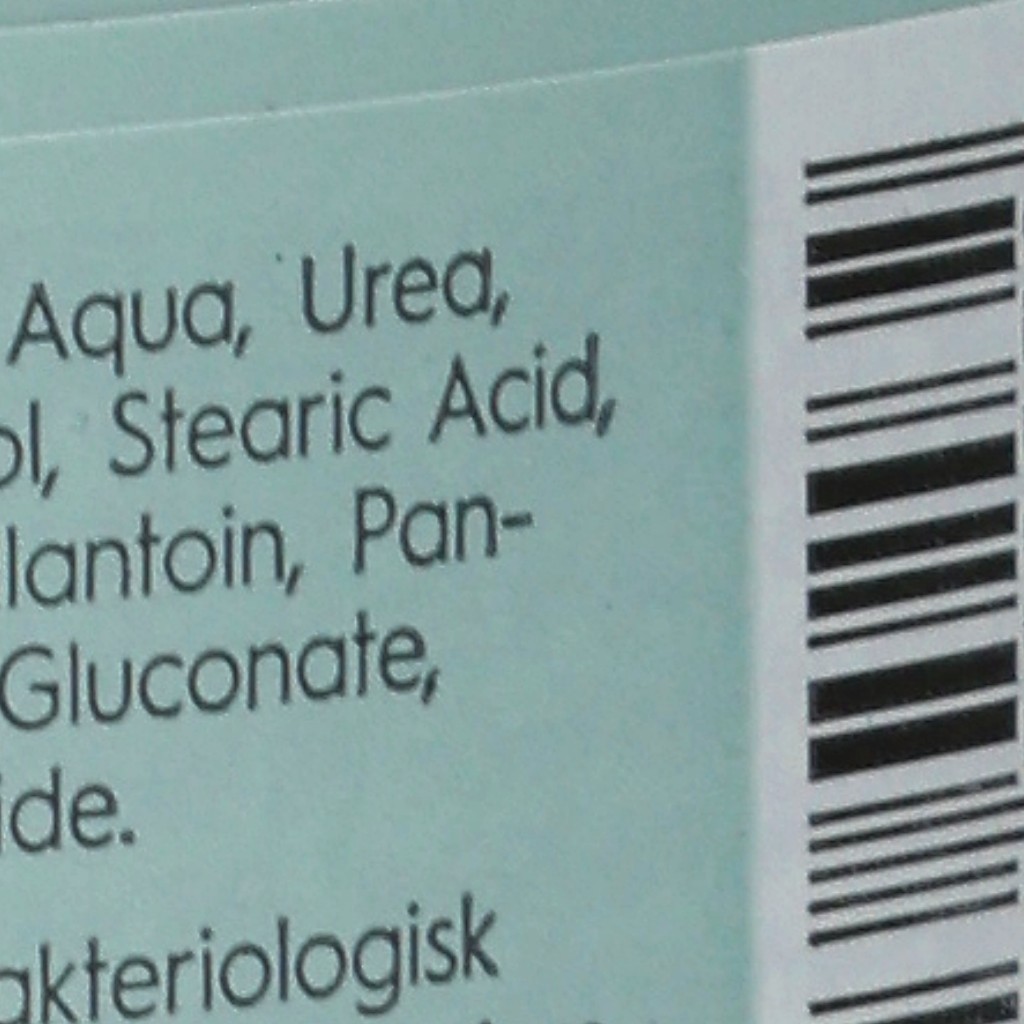 Aqua, Urea,
ol, Stearic Acid,
lantoin, Pan-
Gluconate,
ide.
akteriologisk